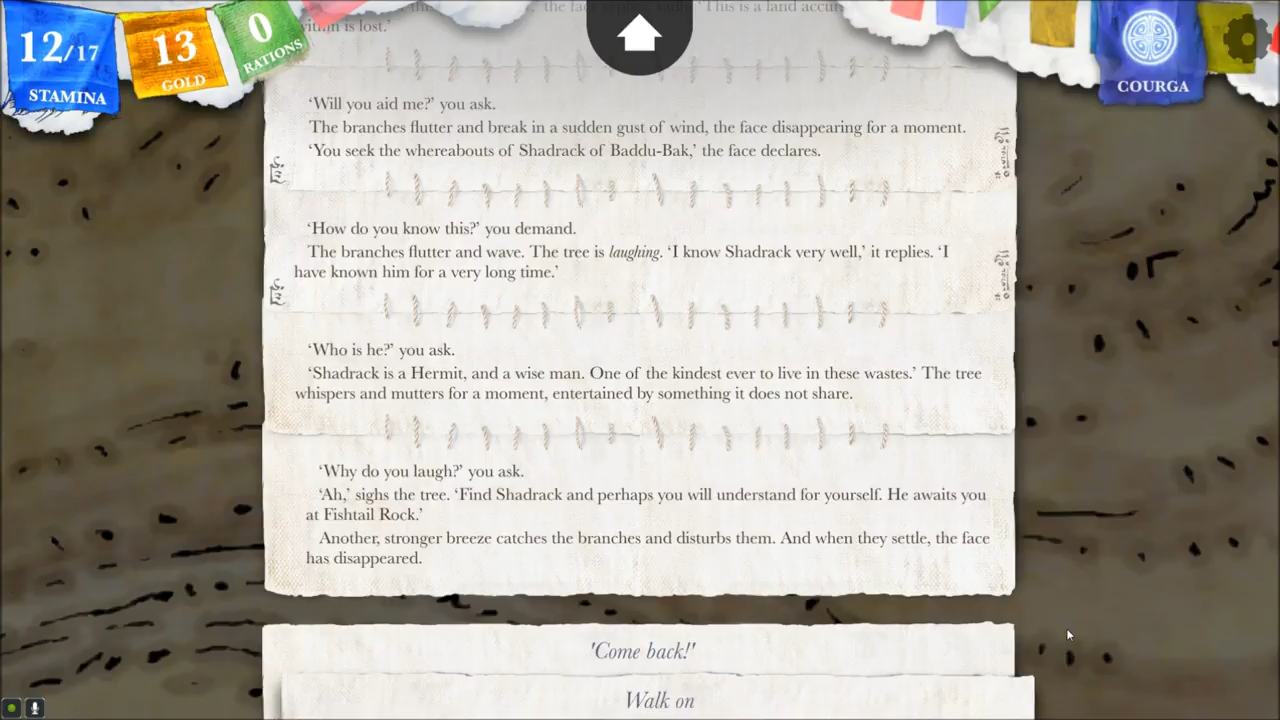 12/17
STAMINA
13
GOLD
0
RATIONS
COURGA
the face
This is a land
is lost.’
‘Will you aid me?’ you ask.
The branches flutter and break in a sudden gust of wind, the face disappearing for a moment.
‘You seek the whereabouts of Shadrack of Baddu-Bak,’ the face declares.
‘How do you know this?’ you demand.
The branches flutter and wave. The tree is laughing. ‘I know Shadrack very well,’ it replies. ‘I
have known him for a very long time.’
‘Who is he?’ you ask.
‘Shadrack is a Hermit, and a wise man. One of the kindest ever to live in these wastes.’ The tree
whispers and mutters for a moment, entertained by something it does not share.
‘Why do you laugh?’ you ask.
‘Ah,’ sighs the tree. ‘Find Shadrack and perhaps you will understand for yourself. He awaits you
at Fishtail Rock.’
Another, stronger breeze catches the branches and disturbs them. And when they settle, the face
has disappeared.
'Come back!'
Walk on